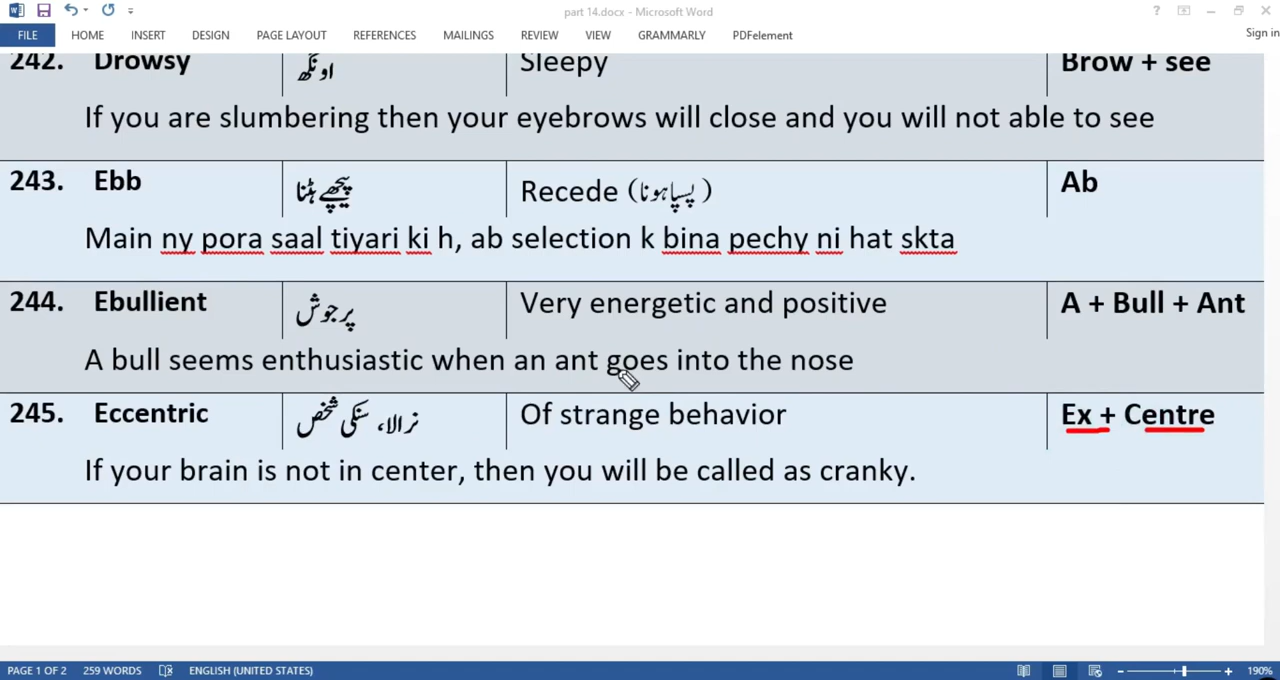 part 14.docx - Microsoft Word
FILE HOME INSERT DESIGN PAGE LAYOUT REFERENCES MAILINGS REVIEW VIEW GRAMMARLY PDFelement Sign in
242. Drowsy اونگھ Sleepy Brow + see
If you are slumbering then your eyebrows will close and you will not able to see
243. Ebb پیچھے ہٹنا Recede (پسپا ہونا) Ab
Main ny pora saal tiyari ki h, ab selection k bina pechy ni hat skta
244. Ebullient پرجوش Very energetic and positive A + Bull + Ant
A bull seems enthusiastic when an ant goes into the nose
245. Eccentric نرالا، سنکی شخص Of strange behavior Ex + Centre
If your brain is not in center, then you will be called as cranky.
PAGE 1 OF 2 259 WORDS ENGLISH (UNITED STATES) 190%